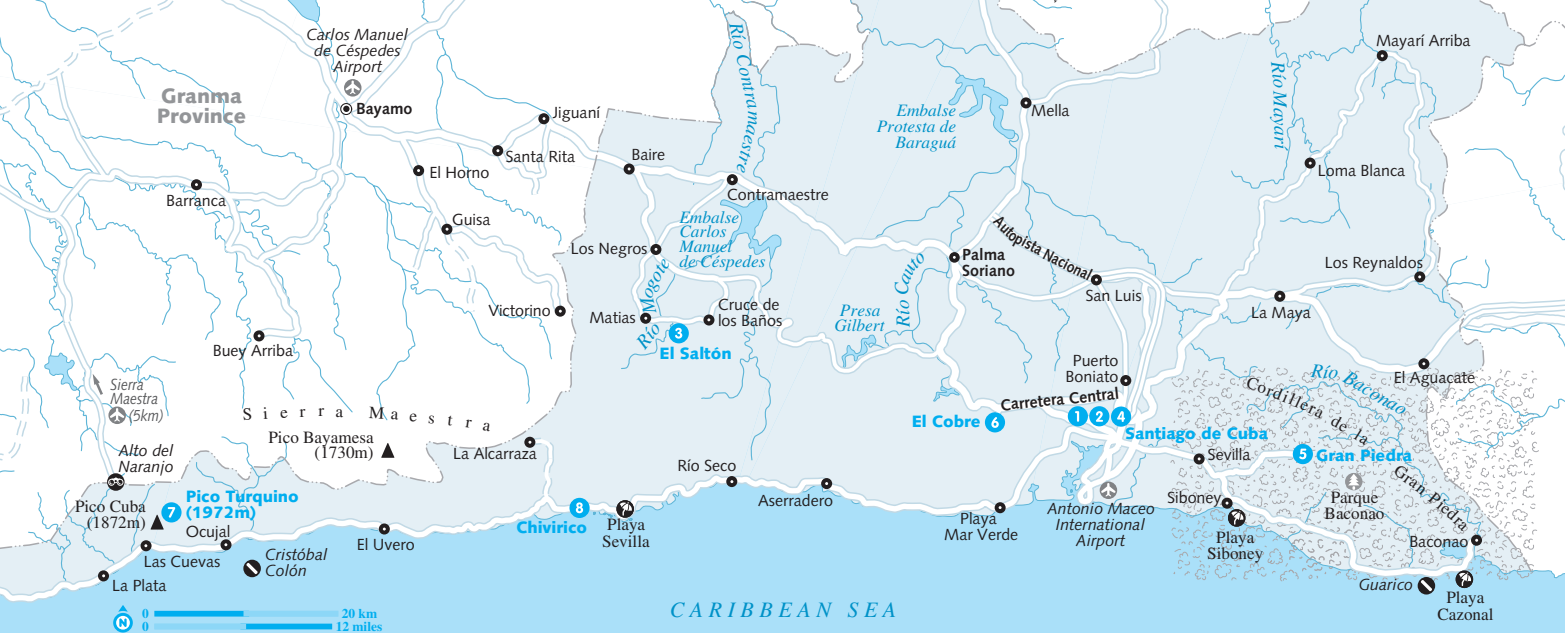 Carlos Manuel
de Céspedes
Airport
Granma
Province
Bayamo
Jiguaní
Santa Rita
El Horno
Barranca
Guisa
Baire
Río Contramaestre
Contramaestre
Embalse
Carlos
Manuel
de Céspedes
Los Negros
Río Mogote
Matias
Cruce de
los Baños
3
El Saltón
Victorino
Buey Arriba
Embalse
Protesta de
Baraguá
Mella
Mayarí Arriba
Río Mayarí
Loma Blanca
Autopista Nacional
Palma
Soriano
San Luis
Río Cauto
Presa
Gilbert
Los Reynaldos
La Maya
El Aguacate
Río Baconao
Puerto
Boniato
Carretera Central
1 2 4
Santiago de Cuba
El Cobre 6
Cordillera de la
Gran Piedra
5 Gran Piedra
Sevilla
Siboney
Playa
Siboney
Parque
Baconao
Baconao
Guarico
Playa
Cazonal
Antonio Maceo
International
Airport
Playa
Mar Verde
Aserradero
Río Seco
Playa
Sevilla
8
Chivirico
La Alcarraza
Sierra Maestra
Pico Bayamesa
(1730m)
Sierra
Maestra
(5km)
Alto del
Naranjo
Pico Cuba
(1872m)
7 Pico Turquino
(1972m)
Ocujal
El Uvero
Las Cuevas
Cristóbal
Colón
La Plata
CARIBBEAN SEA
N
0 20 km
0 12 miles